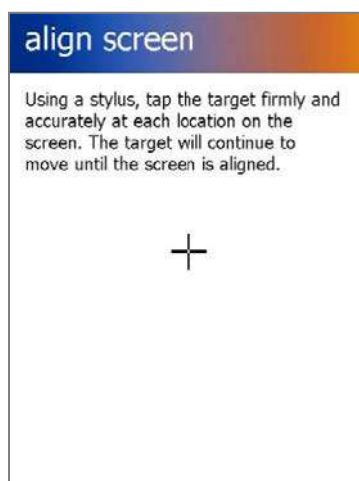 align screen
Using a stylus, tap the target firmly and
accurately at each location on the
screen. The target will continue to
move until the screen is aligned.